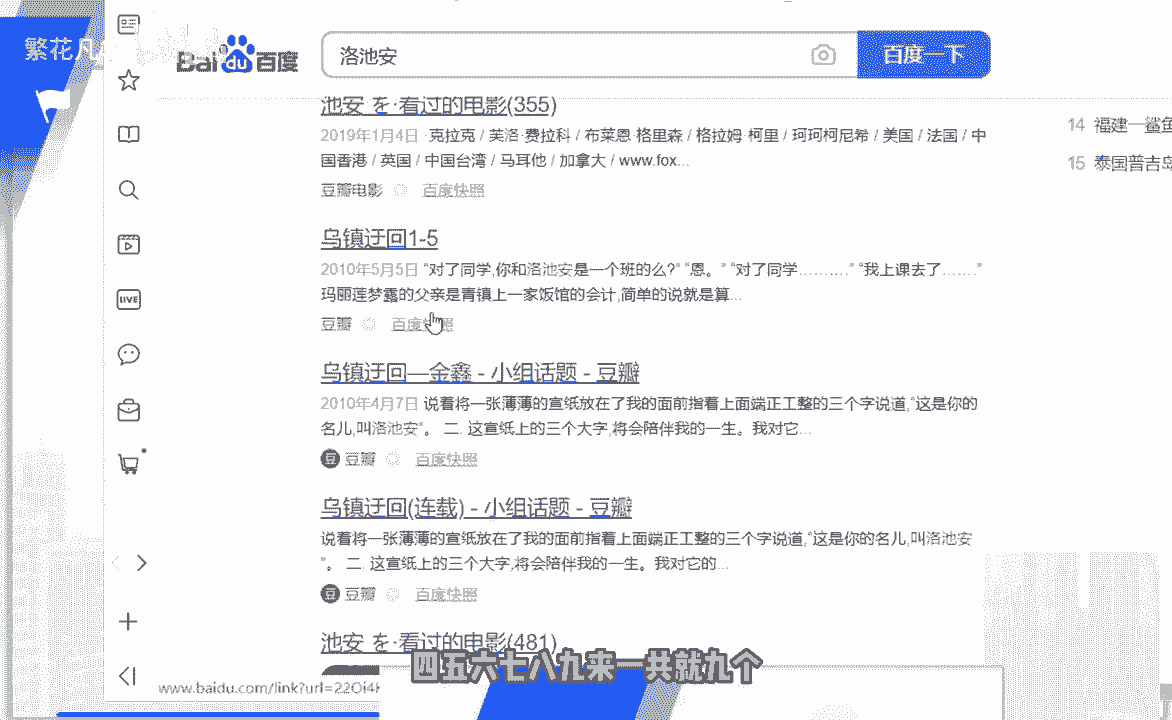 繁花凡
Bai du 百度
洛池安
百度一下
池安 を·看过的电影(355)
2019年1月4日 ·克拉克 / 芙洛·费拉科 / 布莱恩·格里森 / 格拉姆·柯里 / 珂珂柯尼希 / 美国 / 法国 / 中
国香港 / 英国 / 中国台湾 / 马耳他 / 加拿大 / www.fox...
豆瓣电影 百度快照
14 福建一鲨鱼
15 泰国普吉岛
乌镇迂回1-5
2010年5月5日 "对了同学,你和洛池安是一个班的么?" "恩。" "对了同学………." "我上课去了……."
玛丽莲梦露的父亲是青镇上一家饭馆的会计,简单的说就是算...
豆瓣 百度快照
乌镇迂回—金鑫 - 小组话题 - 豆瓣
2010年4月7日 说着将一张薄薄的宣纸放在了我的面前指着上面端正工整的三个字说道,"这是你的
名儿,叫洛池安"。 二. 这宣纸上的三个大字,将会陪伴我的一生。我对它...
豆 豆瓣 百度快照
乌镇迂回(连载) - 小组话题 - 豆瓣
说着将一张薄薄的宣纸放在了我的面前指着上面端正工整的三个字说道,"这是你的名儿,叫洛池安
"。 二. 这宣纸上的三个大字,将会陪伴我的一生。我对它的...
豆 豆瓣 百度快照
池安 を·看过的电影(481)
LIVE
www.baidu.com/link?url=22Oi4
四五六七八九来一共就九个